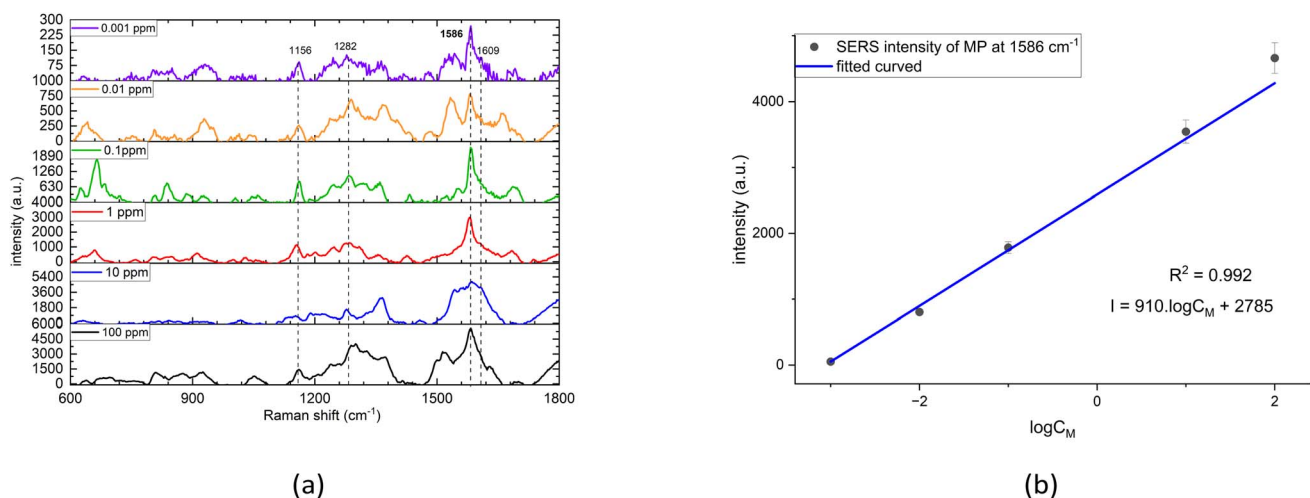 300
225
150
75
1000
0.001 ppm
1156
1282
1586
1609
750
500
250
0
0.01 ppm
1890
1260
630
4000
0.1ppm
3000
2000
1000
0
1 ppm
5400
3600
1800
6000
10 ppm
4500
3000
1500
0
100 ppm
600
900
1200
1500
1800
Raman shift (cm⁻¹)
intensity (a.u.)
(a)
SERS intensity of MP at 1586 cm⁻¹
fitted curved
4000
2000
0
intensity (a.u.)
R² = 0.992
I = 910.logC_M + 2785
−2
0
2
logC_M
(b)